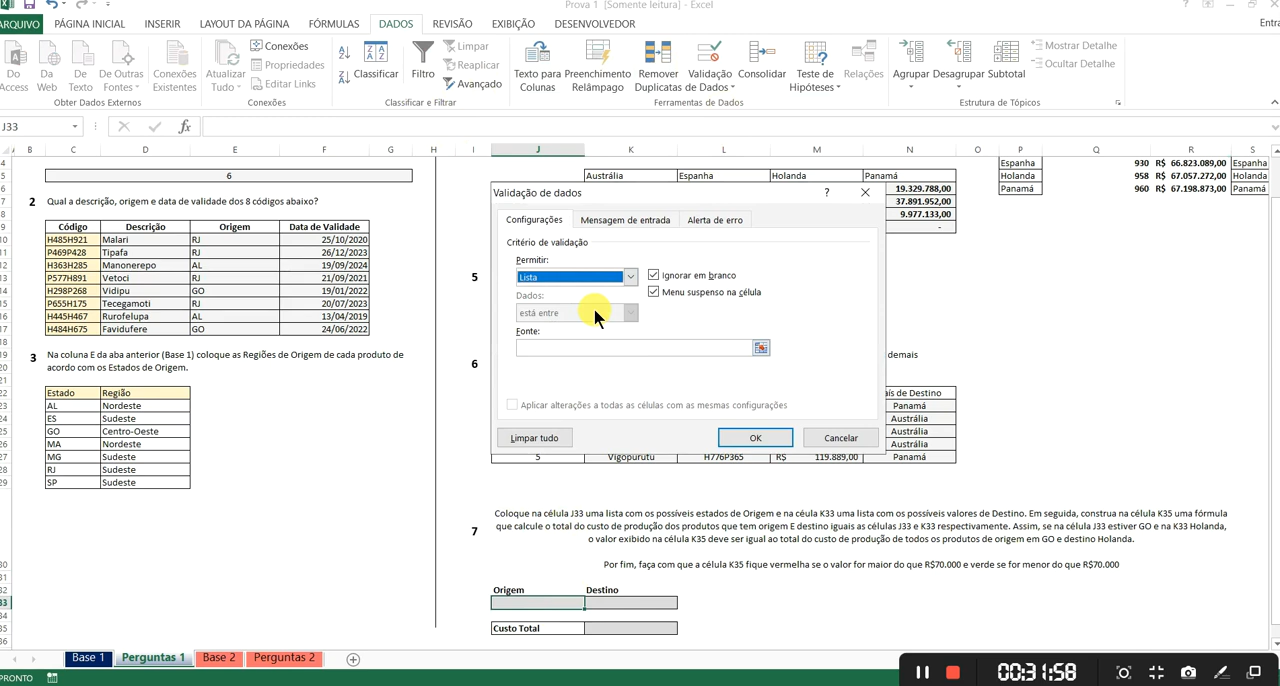 Prova 1 [Somente leitura] - Excel
ARQUIVO PÁGINA INICIAL INSERIR LAYOUT DA PÁGINA FÓRMULAS DADOS REVISÃO EXIBIÇÃO DESENVOLVEDOR
Do Access
Da Web
De Texto
De Outras Fontes
Conexões Existentes
Obter Dados Externos
Atualizar Tudo
Conexões
Propriedades
Editar Links
Conexões
Classificar
Filtro
Limpar
Reaplicar
Avançado
Classificar e Filtrar
Texto para Colunas
Preenchimento Relâmpago
Remover Duplicatas
Validação de Dados
Consolidar
Teste de Hipóteses
Relações
Ferramentas de Dados
Agrupar
Desagrupar
Subtotal
Mostrar Detalhe
Ocultar Detalhe
Estrutura de Tópicos
J33 fx
B C D E F G H I J K L M N O P Q R S
6
2 Qual a descrição, origem e data de validade dos 8 códigos abaixo?
Código Descrição Origem Data de Validade
H485H921 Malari RJ 25/10/2020
P469P428 Tipafa RJ 26/12/2023
H363H285 Manonerepo AL 19/09/2024
P577H891 Vetoci RJ 21/09/2021
H298P268 Vidipu GO 19/01/2022
P655H175 Tecegamoti RJ 20/07/2023
H445H467 Rurofelupa AL 13/04/2019
H484H675 Favidufere GO 24/06/2022
3 Na coluna E da aba anterior (Base 1) coloque as Regiões de Origem de cada produto de
acordo com os Estados de Origem.
Estado Região
AL Nordeste
ES Sudeste
GO Centro-Oeste
MA Nordeste
MG Sudeste
RJ Sudeste
SP Sudeste
Austrália Espanha Holanda Panamá
19.329.788,00
37.891.952,00
9.977.133,00
-
Espanha 930 R$ 66.823.089,00 Espanha
Holanda 958 R$ 67.057.272,00 Holanda
Panamá 960 R$ 67.198.873,00 Panamá
Validação de dados ?
Configurações Mensagem de entrada Alerta de erro
Critério de validação
Permitir:
Lista
Ignorar em branco
Menu suspenso na célula
Dados:
está entre
Fonte:
Aplicar alterações a todas as células com as mesmas configurações
Limpar tudo OK Cancelar
5
6
demais
aís de Destino
Panamá
Austrália
Austrália
Austrália
5 Vigopurutu H776P365 R$ 119.889,00 Panamá
7
Coloque na célula J33 uma lista com os possíveis estados de Origem e na céula K33 uma lista com os possíveis valores de Destino. Em seguida, construa na célula K35 uma fórmula
que calcule o total do custo de produção dos produtos que tem origem E destino iguais as células J33 e K33 respectivamente. Assim, se na célula J33 estiver GO e na K33 Holanda,
o valor exibido na célula K35 deve ser igual ao total do custo de produção de todos os produtos de origem em GO e destino Holanda.
Por fim, faça com que a célula K35 fique vermelha se o valor for maior do que R$70.000 e verde se for menor do que R$70.000
Origem Destino
Custo Total
Base 1 Perguntas 1 Base 2 Perguntas 2
PRONTO
00:31:58